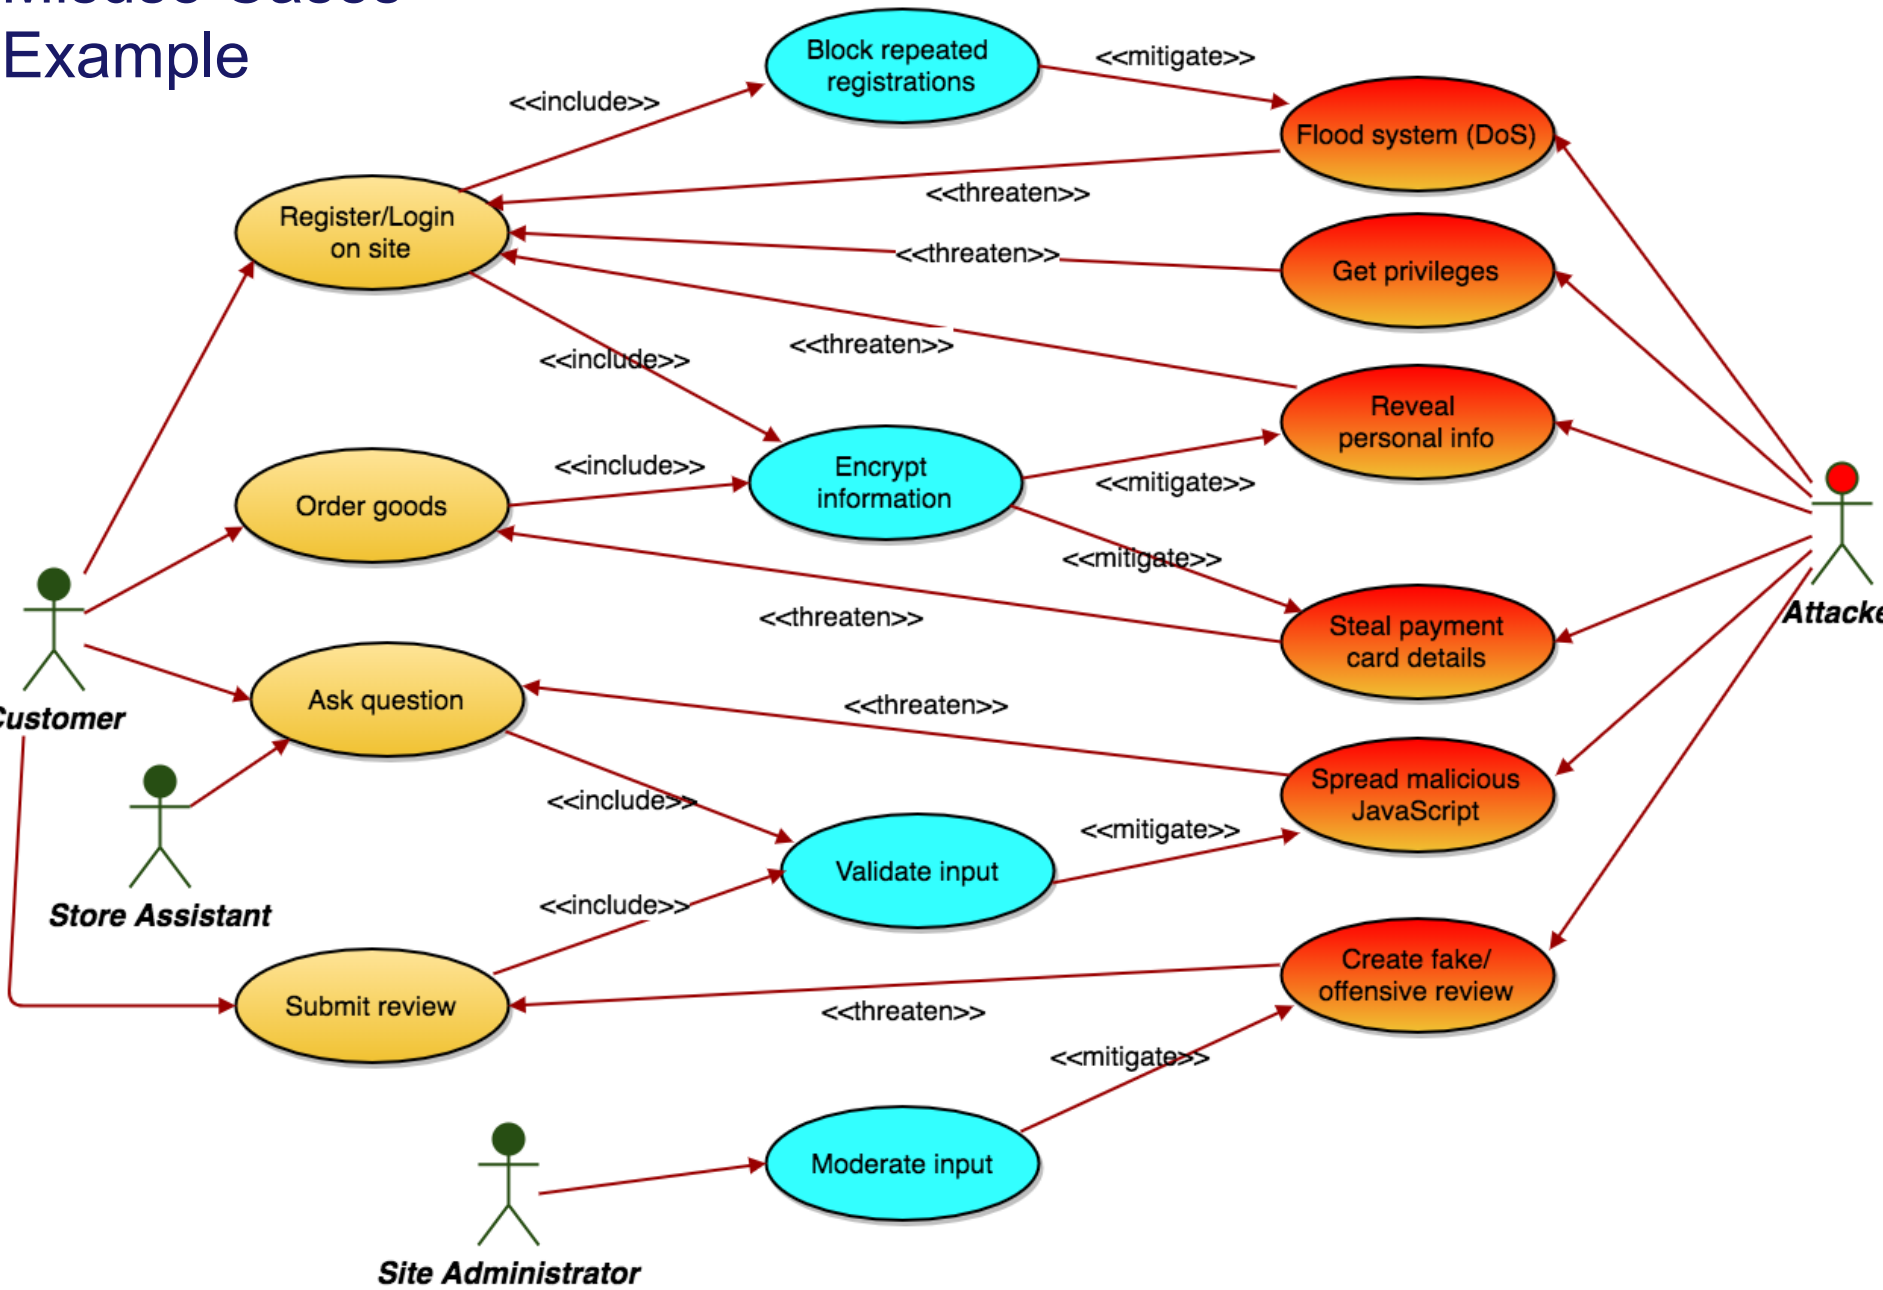 Misuse Cases
Example
Block repeated
registrations
<<mitigate>>
<<include>>
Flood system (DoS)
<<threaten>>
Register/Login
on site
<<threaten>>
Get privileges
<<threaten>>
<<include>>
Reveal
personal info
Encrypt
information
<<include>>
<<mitigate>>
Order goods
<<mitigate>>
<<threaten>>
Steal payment
card details
Attacke
Ask question
<<threaten>>
Customer
<<include>>
Spread malicious
JavaScript
<<mitigate>>
Validate input
<<include>>
Store Assistant
Create fake/
offensive review
Submit review
<<threaten>>
<<mitigate>>
Moderate input
Site Administrator